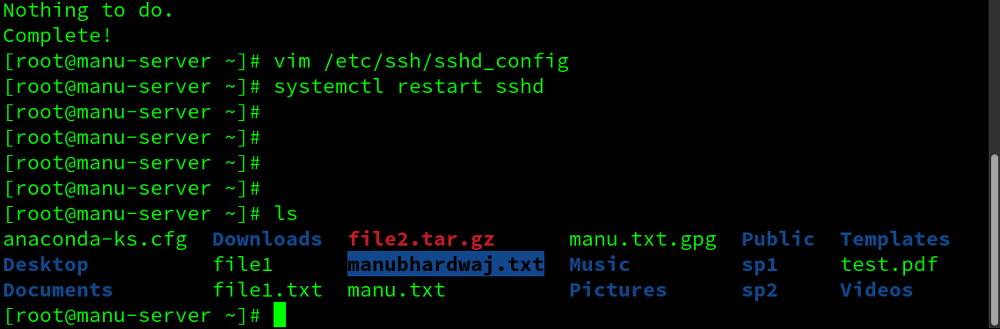 Nothing to do.
Complete!
[root@manu-server ~]# vim /etc/ssh/sshd_config
[root@manu-server ~]# systemctl restart sshd
[root@manu-server ~]#
[root@manu-server ~]#
[root@manu-server ~]#
[root@manu-server ~]#
[root@manu-server ~]# ls
anaconda-ks.cfg  Downloads  file2.tar.gz      manu.txt.gpg  Public  Templates
Desktop          file1      manubhardwaj.txt  Music         sp1     test.pdf
Documents        file1.txt  manu.txt          Pictures      sp2     Videos
[root@manu-server ~]#